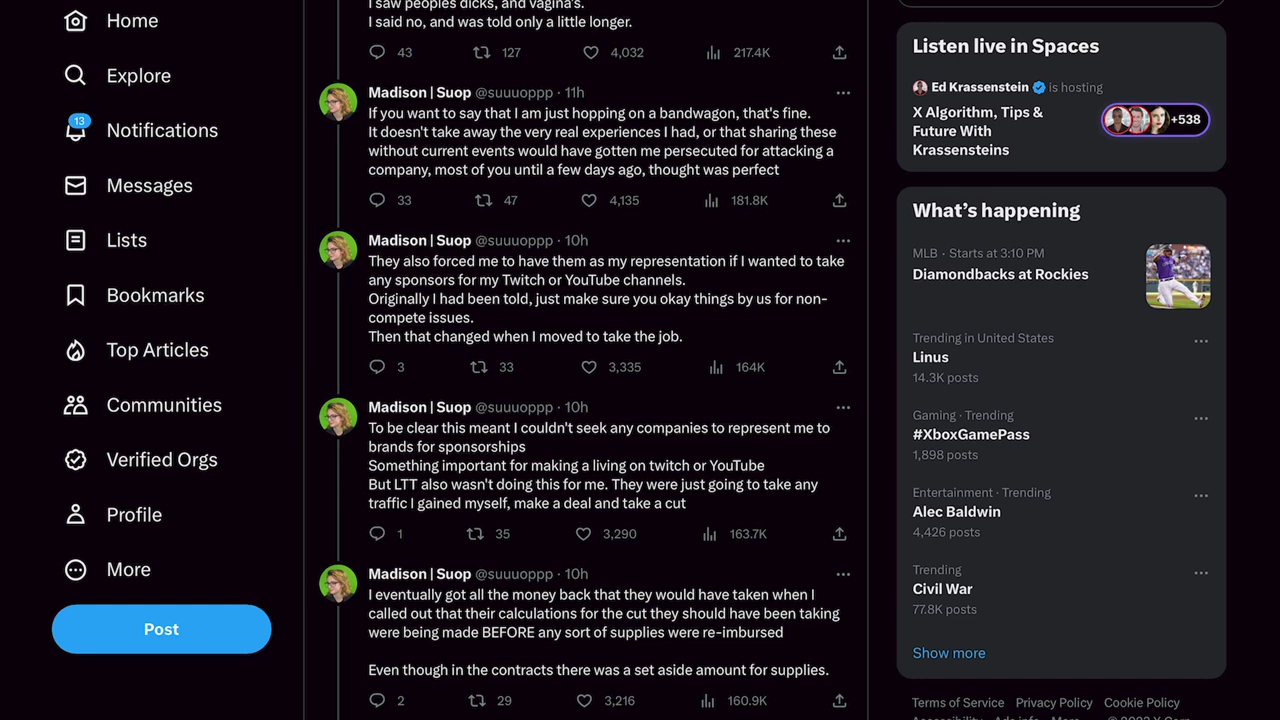 Home
Explore
13
Notifications
Messages
Lists
Bookmarks
Top Articles
Communities
Verified Orgs
Profile
More
Post
I saw peoples dicks, and vagina's.
I said no, and was told only a little longer.
43 127 4,032 217.4K
Madison | Suop @suuuoppp · 11h
If you want to say that I am just hopping on a bandwagon, that's fine.
It doesn't take away the very real experiences I had, or that sharing these
without current events would have gotten me persecuted for attacking a
company, most of you until a few days ago, thought was perfect
33 47 4,135 181.8K
Madison | Suop @suuuoppp · 10h
They also forced me to have them as my representation if I wanted to take
any sponsors for my Twitch or YouTube channels.
Originally I had been told, just make sure you okay things by us for non-
compete issues.
Then that changed when I moved to take the job.
3 33 3,335 164K
Madison | Suop @suuuoppp · 10h
To be clear this meant I couldn't seek any companies to represent me to
brands for sponsorships
Something important for making a living on twitch or YouTube
But LTT also wasn't doing this for me. They were just going to take any
traffic I gained myself, make a deal and take a cut
1 35 3,290 163.7K
Madison | Suop @suuuoppp · 10h
I eventually got all the money back that they would have taken when I
called out that their calculations for the cut they should have been taking
were being made BEFORE any sort of supplies were re-imbursed
Even though in the contracts there was a set aside amount for supplies.
2 29 3,216 160.9K
Listen live in Spaces
Ed Krassenstein is hosting
X Algorithm, Tips &
Future With
Krassensteins
+538
What's happening
MLB · Starts at 3:10 PM
Diamondbacks at Rockies
Trending in United States
Linus
14.3K posts
Gaming · Trending
#XboxGamePass
1,898 posts
Entertainment · Trending
Alec Baldwin
4,426 posts
Trending
Civil War
77.8K posts
Show more
Terms of Service Privacy Policy Cookie Policy